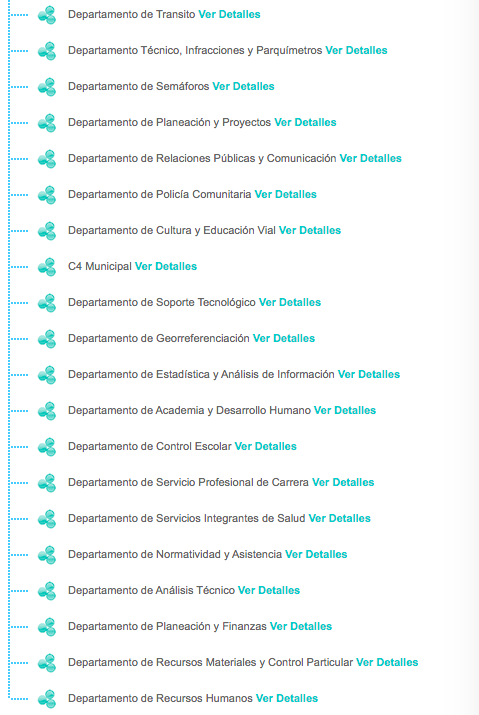 Departamento de Transito Ver Detalles
Departamento Técnico, Infracciones y Parquímetros Ver Detalles
Departamento de Semáforos Ver Detalles
Departamento de Planeación y Proyectos Ver Detalles
Departamento de Relaciones Públicas y Comunicación Ver Detalles
Departamento de Policía Comunitaria Ver Detalles
Departamento de Cultura y Educación Vial Ver Detalles
C4 Municipal Ver Detalles
Departamento de Soporte Tecnológico Ver Detalles
Departamento de Georreferenciación Ver Detalles
Departamento de Estadística y Análisis de Información Ver Detalles
Departamento de Academia y Desarrollo Humano Ver Detalles
Departamento de Control Escolar Ver Detalles
Departamento de Servicio Profesional de Carrera Ver Detalles
Departamento de Servicios Integrantes de Salud Ver Detalles
Departamento de Normatividad y Asistencia Ver Detalles
Departamento de Análisis Técnico Ver Detalles
Departamento de Planeación y Finanzas Ver Detalles
Departamento de Recursos Materiales y Control Particular Ver Detalles
Departamento de Recursos Humanos Ver Detalles